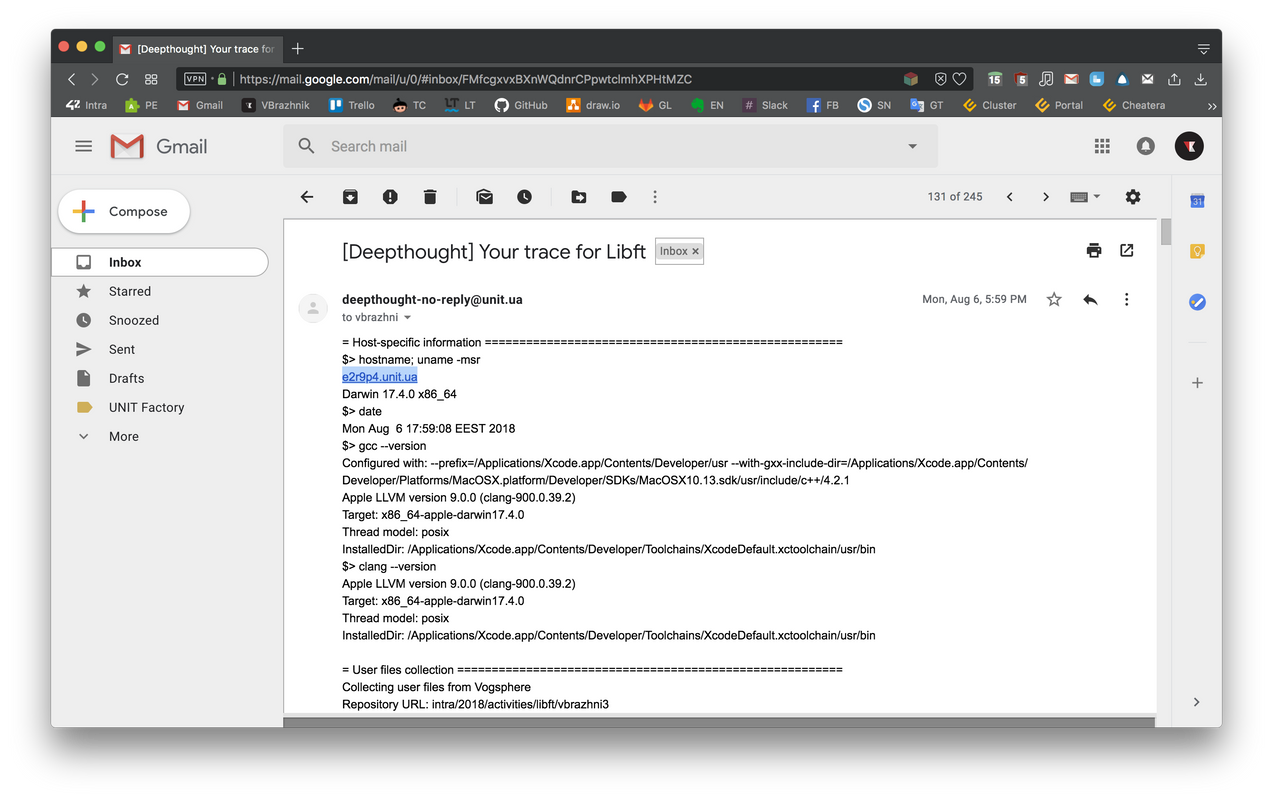 [Deepthought] Your trace for
VPN
https://mail.google.com/mail/u/0/#inbox/FMfcgxvxBXnWQdnrCPpwtclmhXPHtMZC
15
5
42 Intra
PE
Gmail
VBrazhnik
Trello
TC
LT LT
GitHub
draw.io
GL
EN
# Slack
FB
SN
GT
Cluster
Portal
Cheatera
Gmail
Search mail
Compose
131 of 245
31
Inbox
Starred
Snoozed
Sent
Drafts
UNIT Factory
More
[Deepthought] Your trace for Libft
Inbox ×
deepthought-no-reply@unit.ua
Mon, Aug 6, 5:59 PM
to vbrazhni
= Host-specific information ====================================================
$> hostname; uname -msr
e2r9p4.unit.ua
Darwin 17.4.0 x86_64
$> date
Mon Aug  6 17:59:08 EEST 2018
$> gcc --version
Configured with: --prefix=/Applications/Xcode.app/Contents/Developer/usr --with-gxx-include-dir=/Applications/Xcode.app/Contents/
Developer/Platforms/MacOSX.platform/Developer/SDKs/MacOSX10.13.sdk/usr/include/c++/4.2.1
Apple LLVM version 9.0.0 (clang-900.0.39.2)
Target: x86_64-apple-darwin17.4.0
Thread model: posix
InstalledDir: /Applications/Xcode.app/Contents/Developer/Toolchains/XcodeDefault.xctoolchain/usr/bin
$> clang --version
Apple LLVM version 9.0.0 (clang-900.0.39.2)
Target: x86_64-apple-darwin17.4.0
Thread model: posix
InstalledDir: /Applications/Xcode.app/Contents/Developer/Toolchains/XcodeDefault.xctoolchain/usr/bin
= User files collection ========================================================
Collecting user files from Vogsphere
Repository URL: intra/2018/activities/libft/vbrazhni3